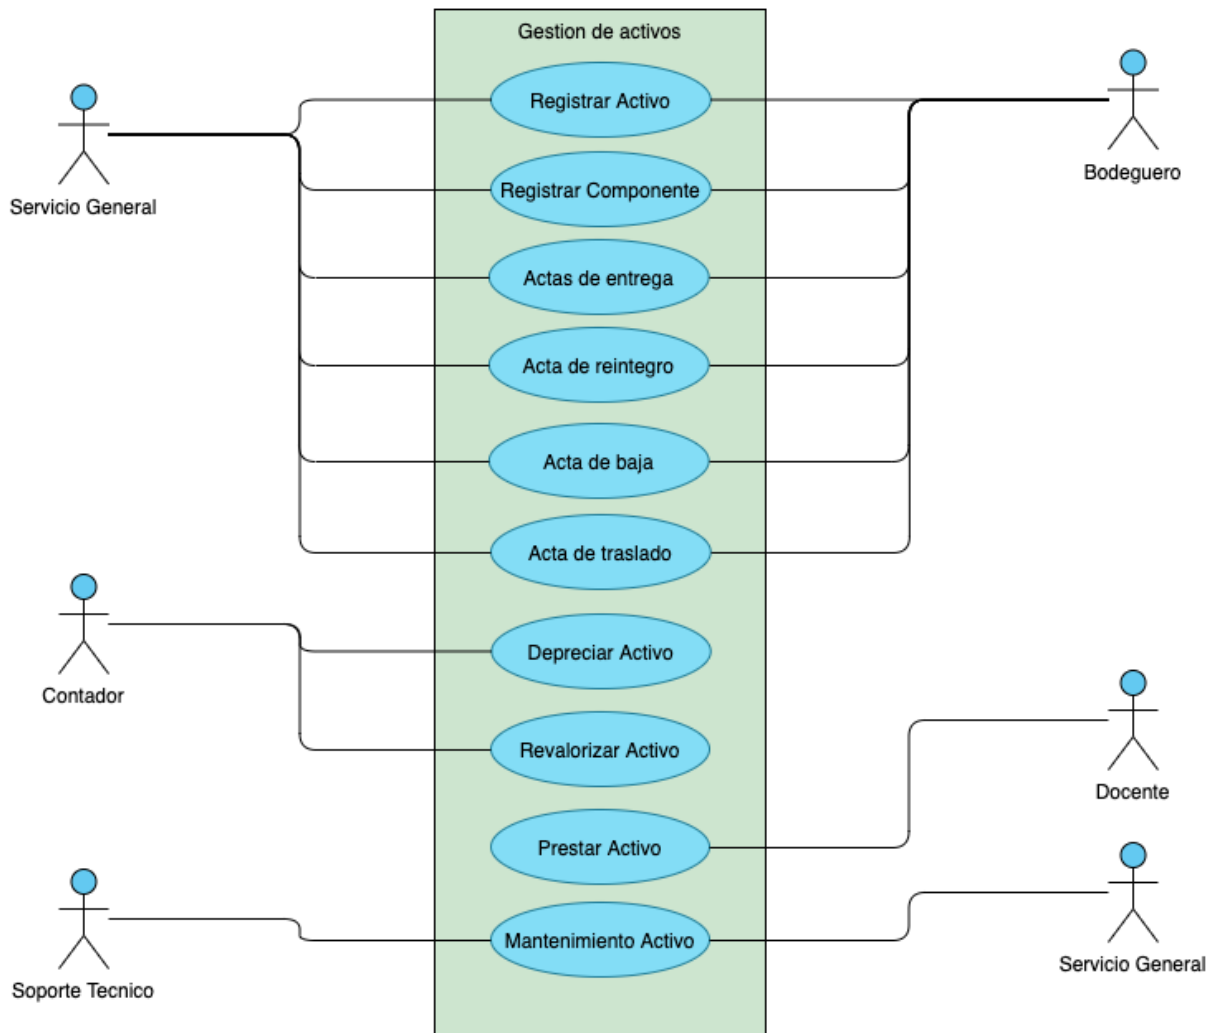 Gestion de activos
Registrar Activo
Servicio General
Bodeguero
Registrar Componente
Actas de entrega
Acta de reintegro
Acta de baja
Acta de traslado
Contador
Depreciar Activo
Revalorizar Activo
Docente
Prestar Activo
Soporte Tecnico
Mantenimiento Activo
Servicio General